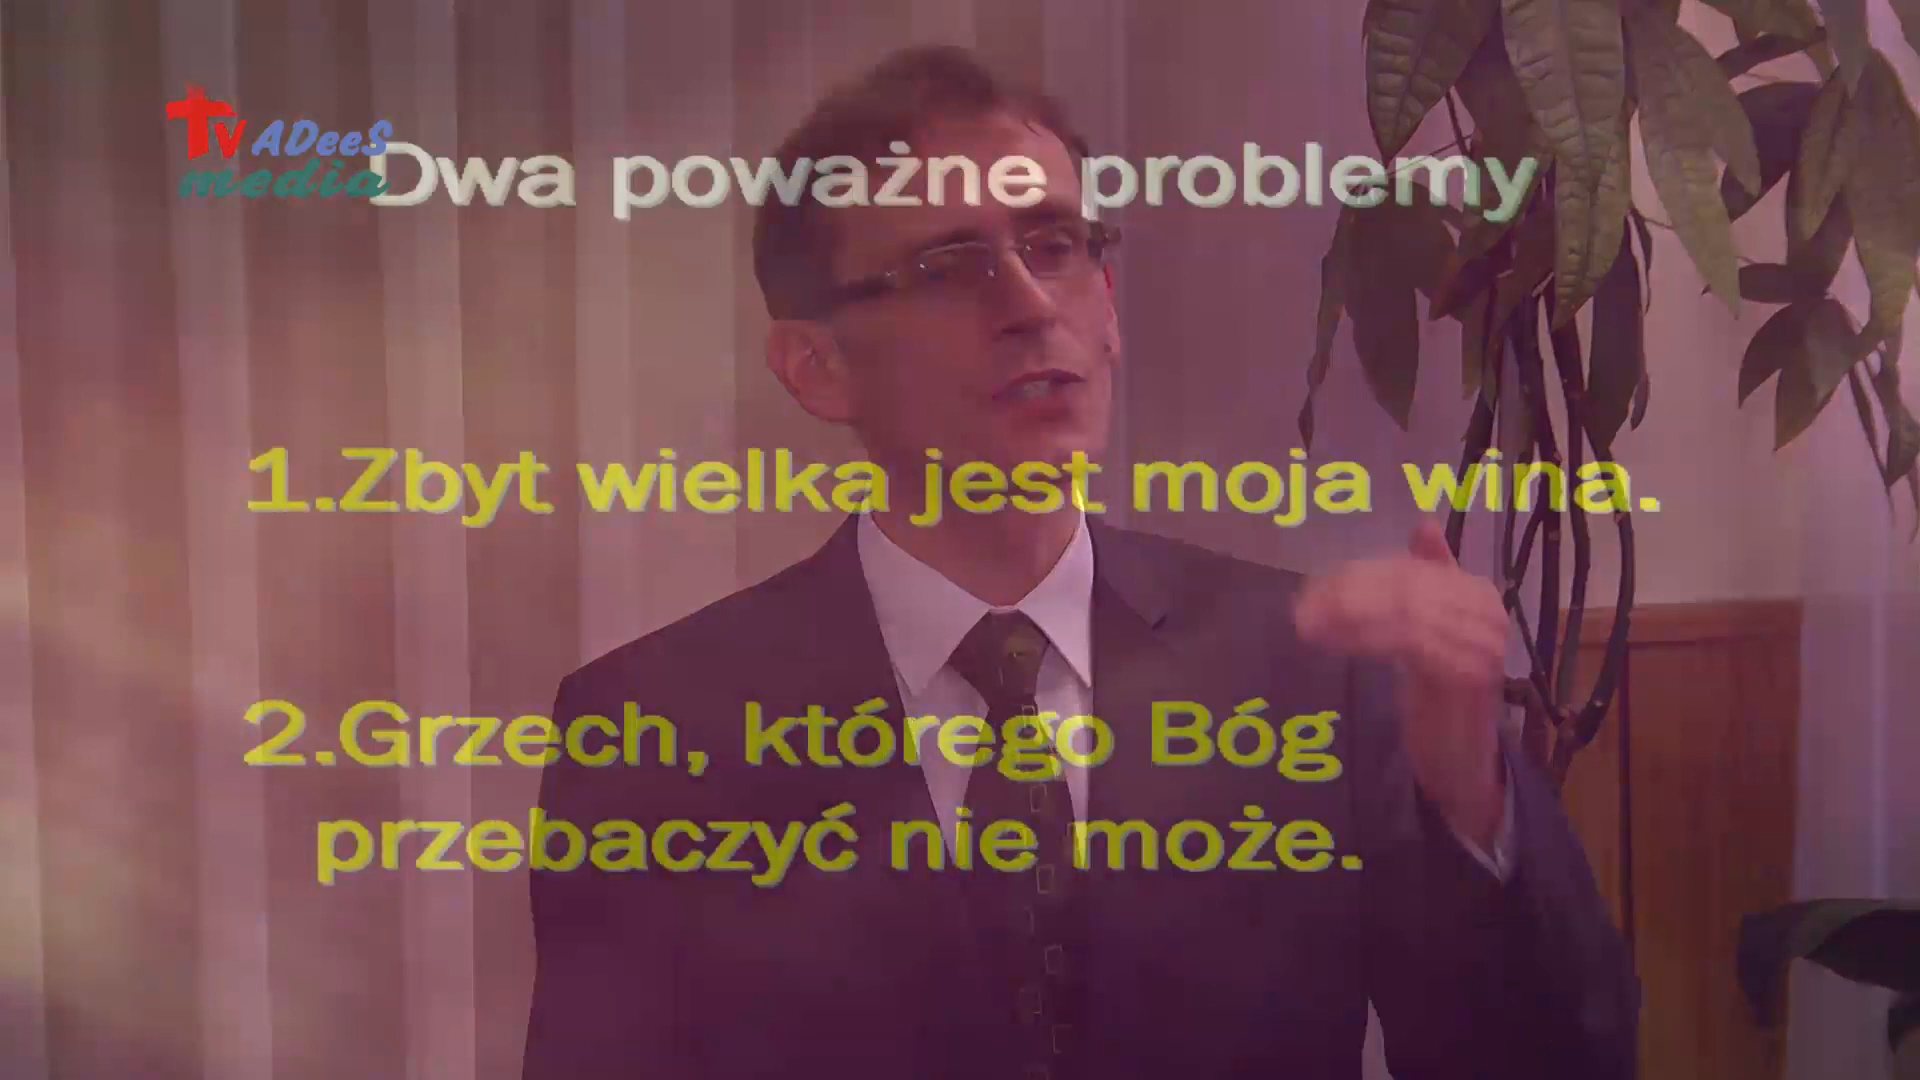 TV ADeeS
media
Dwa poważne problemy
1.Zbyt wielka jest moja wina.
2.Grzech, którego Bóg
przebaczyć nie może.